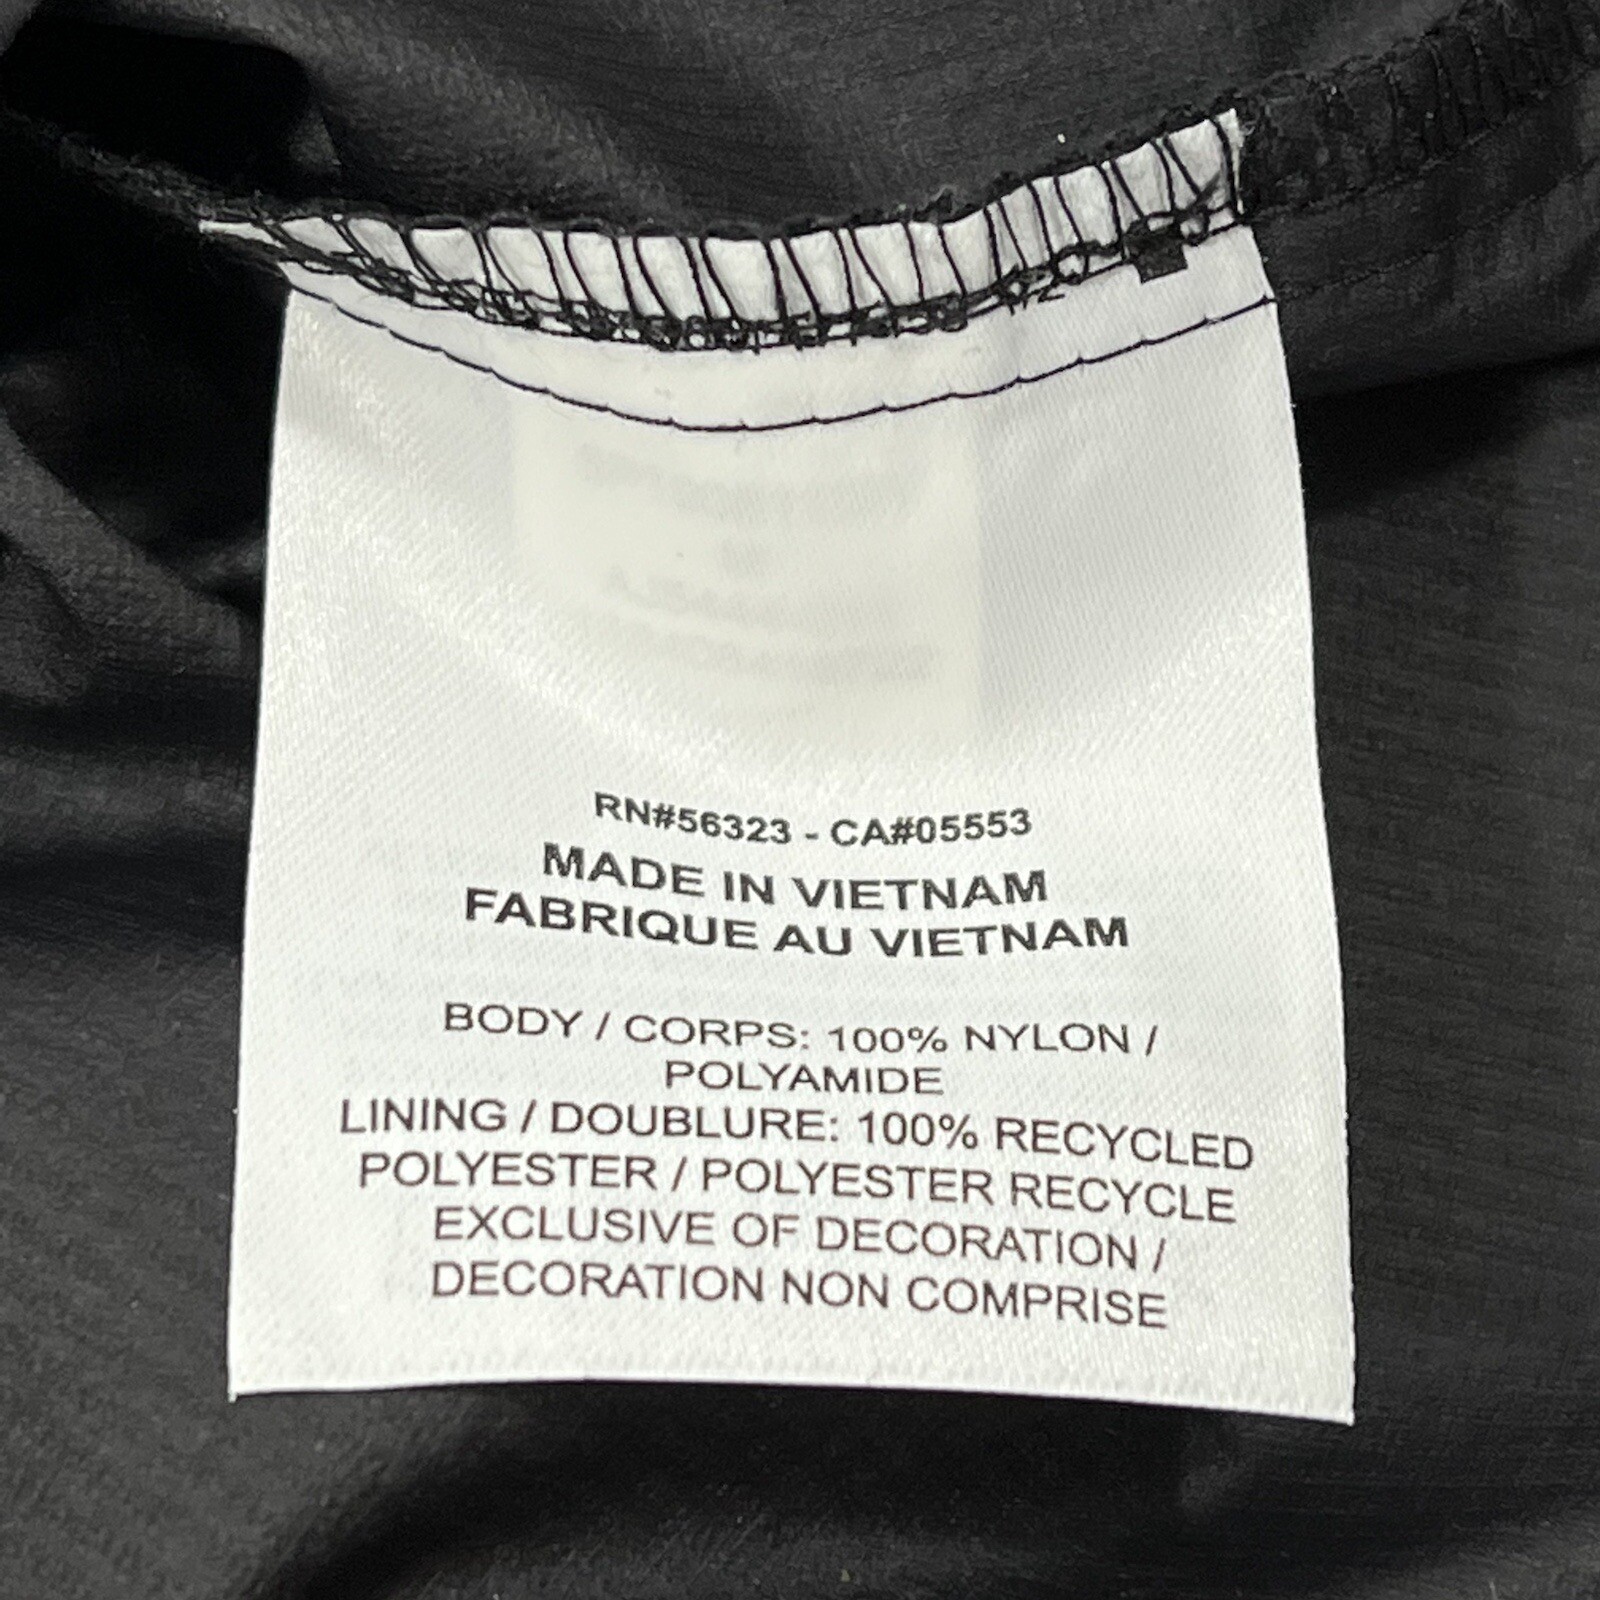 RN#56323 - CA#05553
MADE IN VIETNAM
FABRIQUE AU VIETNAM
BODY / CORPS: 100% NYLON /
POLYAMIDE
LINING / DOUBLURE: 100% RECYCLED
POLYESTER / POLYESTER RECYCLE
EXCLUSIVE OF DECORATION /
DECORATION NON COMPRISE